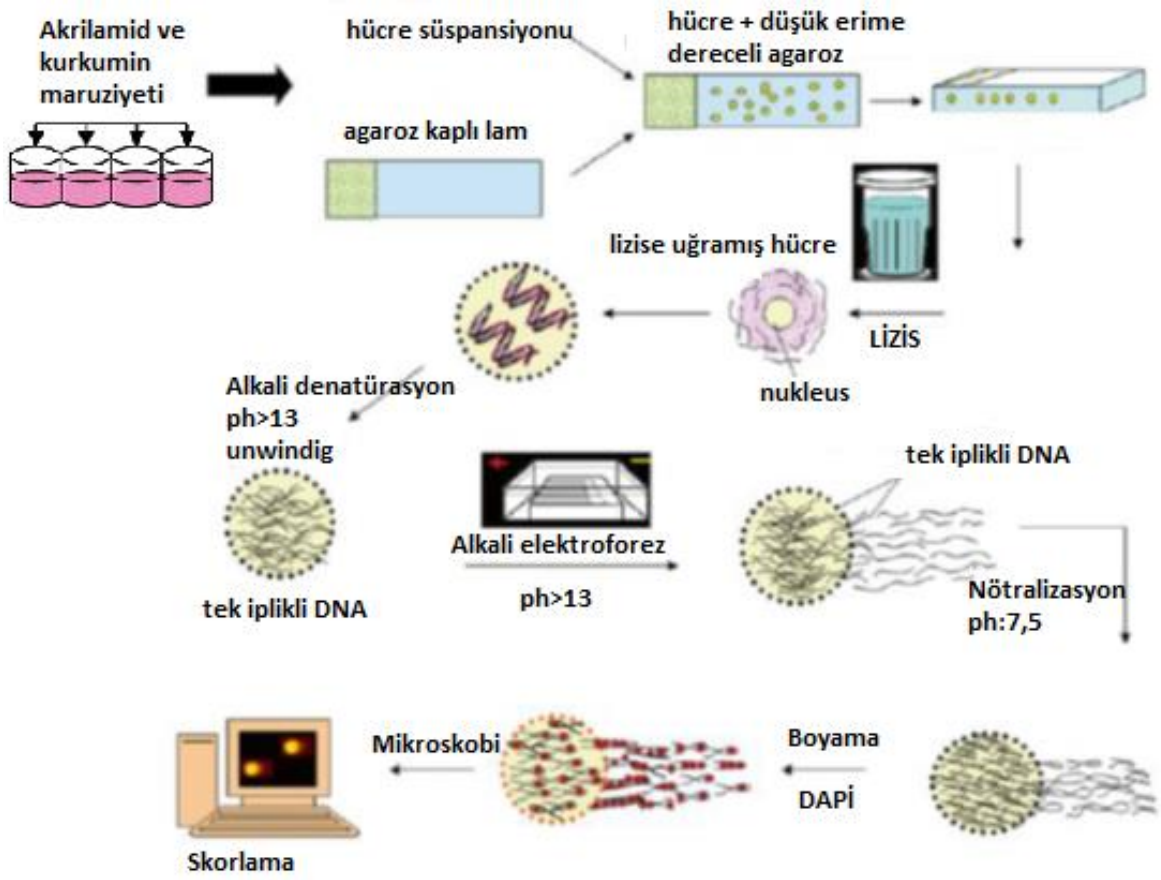 Akrilamid ve
kurkumin
maruziyeti
hücre süspansiyonu
agaroz kaplı lam
hücre + düşük erime
dereceli agaroz
lizise uğramış hücre
LİZİS
nukleus
Alkali denatürasyon
ph>13
unwindig
tek iplikli DNA
Alkali elektroforez
ph>13
tek iplikli DNA
Nötralizasyon
ph:7,5
Boyama
DAPİ
Mikroskobi
Skorlama